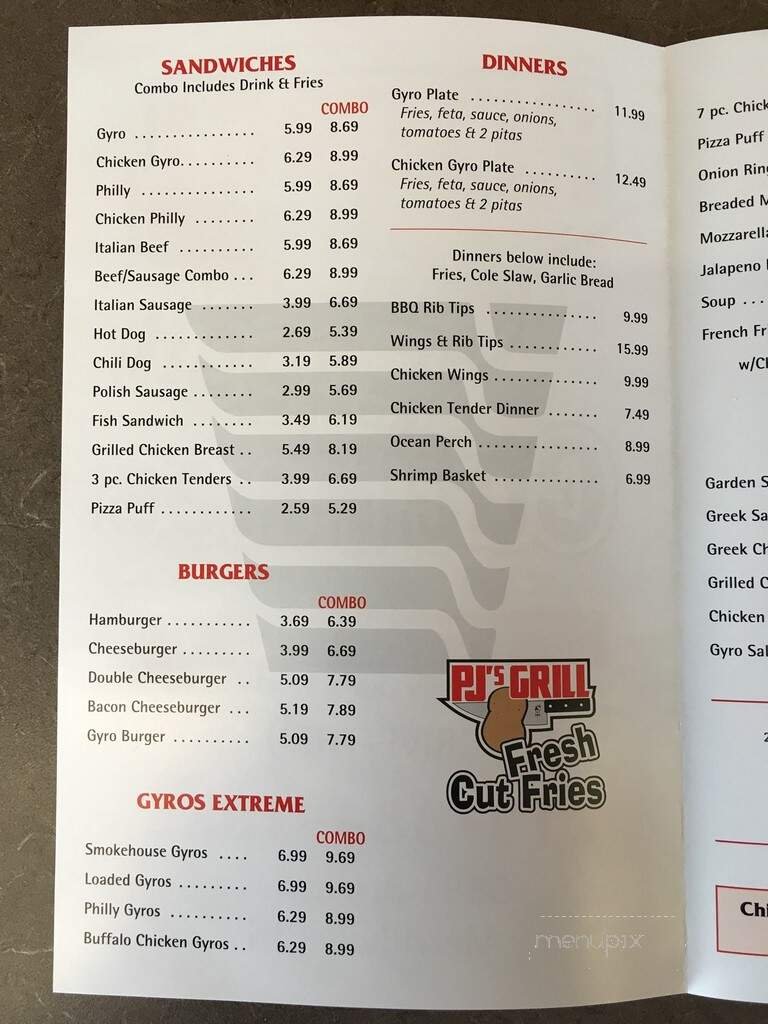 SANDWICHES
Combo Includes Drink & Fries
COMBO
Gyro ................ 5.99 8.69
Chicken Gyro.......... 6.29 8.99
Philly ............... 5.99 8.69
Chicken Philly ........ 6.29 8.99
Italian Beef .......... 5.99 8.69
Beef/Sausage Combo ... 6.29 8.99
Italian Sausage ....... 3.99 6.69
Hot Dog ............. 2.69 5.39
Chili Dog ............ 3.19 5.89
Polish Sausage ........ 2.99 5.69
Fish Sandwich ........ 3.49 6.19
Grilled Chicken Breast .. 5.49 8.19
3 pc. Chicken Tenders .. 3.99 6.69
Pizza Puff ............ 2.59 5.29
BURGERS
COMBO
Hamburger ........... 3.69 6.39
Cheeseburger ......... 3.99 6.69
Double Cheeseburger .. 5.09 7.79
Bacon Cheeseburger ... 5.19 7.89
Gyro Burger .......... 5.09 7.79
GYROS EXTREME
COMBO
Smokehouse Gyros .... 6.99 9.69
Loaded Gyros ......... 6.99 9.69
Philly Gyros .......... 6.29 8.99
Buffalo Chicken Gyros .. 6.29 8.99
DINNERS
Gyro Plate ................. 11.99
Fries, feta, sauce, onions,
tomatoes & 2 pitas
Chicken Gyro Plate .......... 12.49
Fries, feta, sauce, onions,
tomatoes & 2 pitas
Dinners below include:
Fries, Cole Slaw, Garlic Bread
BBQ Rib Tips ............... 9.99
Wings & Rib Tips ............ 15.99
Chicken Wings .............. 9.99
Chicken Tender Dinner ....... 7.49
Ocean Perch ................ 8.99
Shrimp Basket .............. 6.99
PJ'S GRILL
Fresh
Cut Fries
menupix
7 pc. Chick
Pizza Puff
Onion Rin
Breaded M
Mozzarella
Jalapeno
Soup ...
French Fr
w/Cl
Garden S
Greek Sa
Greek Ch
Grilled C
Chicken
Gyro Sal
2
Chi